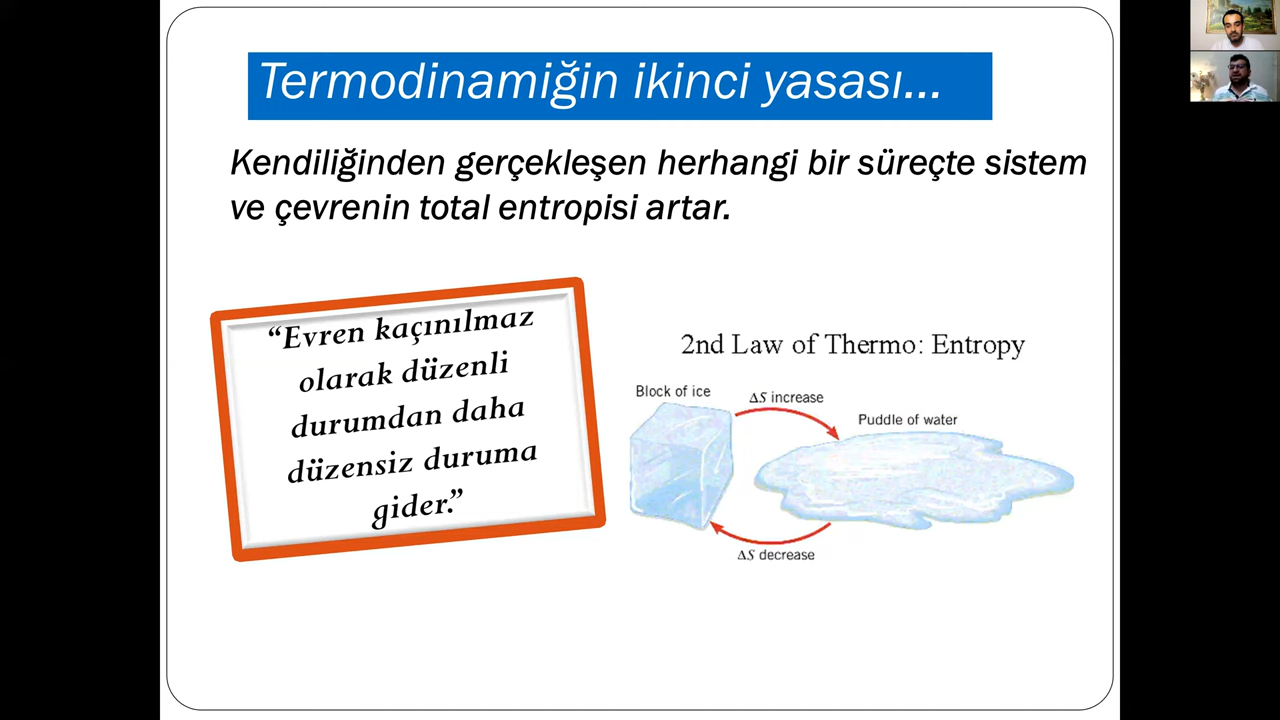 Termodinamiğin ikinci yasası...
Kendiliğinden gerçekleşen herhangi bir süreçte sistem
ve çevrenin total entropisi artar.
“Evren kaçınılmaz
olarak düzenli
durumdan daha
düzensiz duruma
gider.”
2nd Law of Thermo: Entropy
Block of ice
ΔS increase
Puddle of water
ΔS decrease